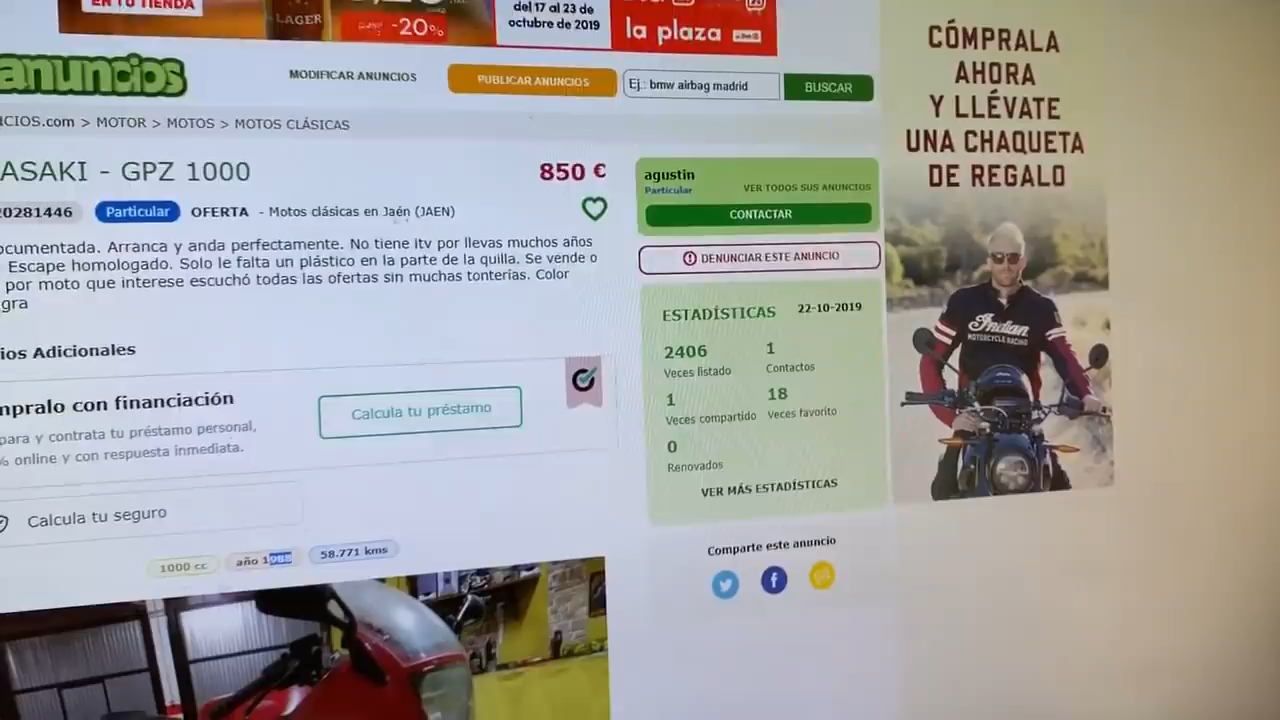 EN TU TIENDA
LAGER
-20%
del 17 al 23 de
octubre de 2019
la plaza
anuncios
MODIFICAR ANUNCIOS
PUBLICAR ANUNCIOS
Ej.: bmw airbag madrid
BUSCAR
CIOS.com > MOTOR > MOTOS > MOTOS CLÁSICAS
ASAKI - GPZ 1000
850 €
20281446
Particular
OFERTA - Motos clásicas en Jaén (JAEN)
ocumentada. Arranca y anda perfectamente. No tiene itv por llevas muchos años
Escape homologado. Solo le falta un plástico en la parte de la quilla. Se vende o
por moto que interese escuchó todas las ofertas sin muchas tonterías. Color
gra
ios Adicionales
mpralo con financiación
para y contrata tu préstamo personal,
% online y con respuesta inmediata.
Calcula tu préstamo
Calcula tu seguro
1000 cc
año 1988
58.771 kms
agustin
Particular
VER TODOS SUS ANUNCIOS
CONTACTAR
DENUNCIAR ESTE ANUNCIO
ESTADÍSTICAS
22-10-2019
2406
Veces listado
1
Contactos
1
Veces compartido
18
Veces favorito
0
Renovados
VER MÁS ESTADÍSTICAS
Comparte este anuncio
CÓMPRALA
AHORA
Y LLÉVATE
UNA CHAQUETA
DE REGALO
Indian
MOTORCYCLE RACING